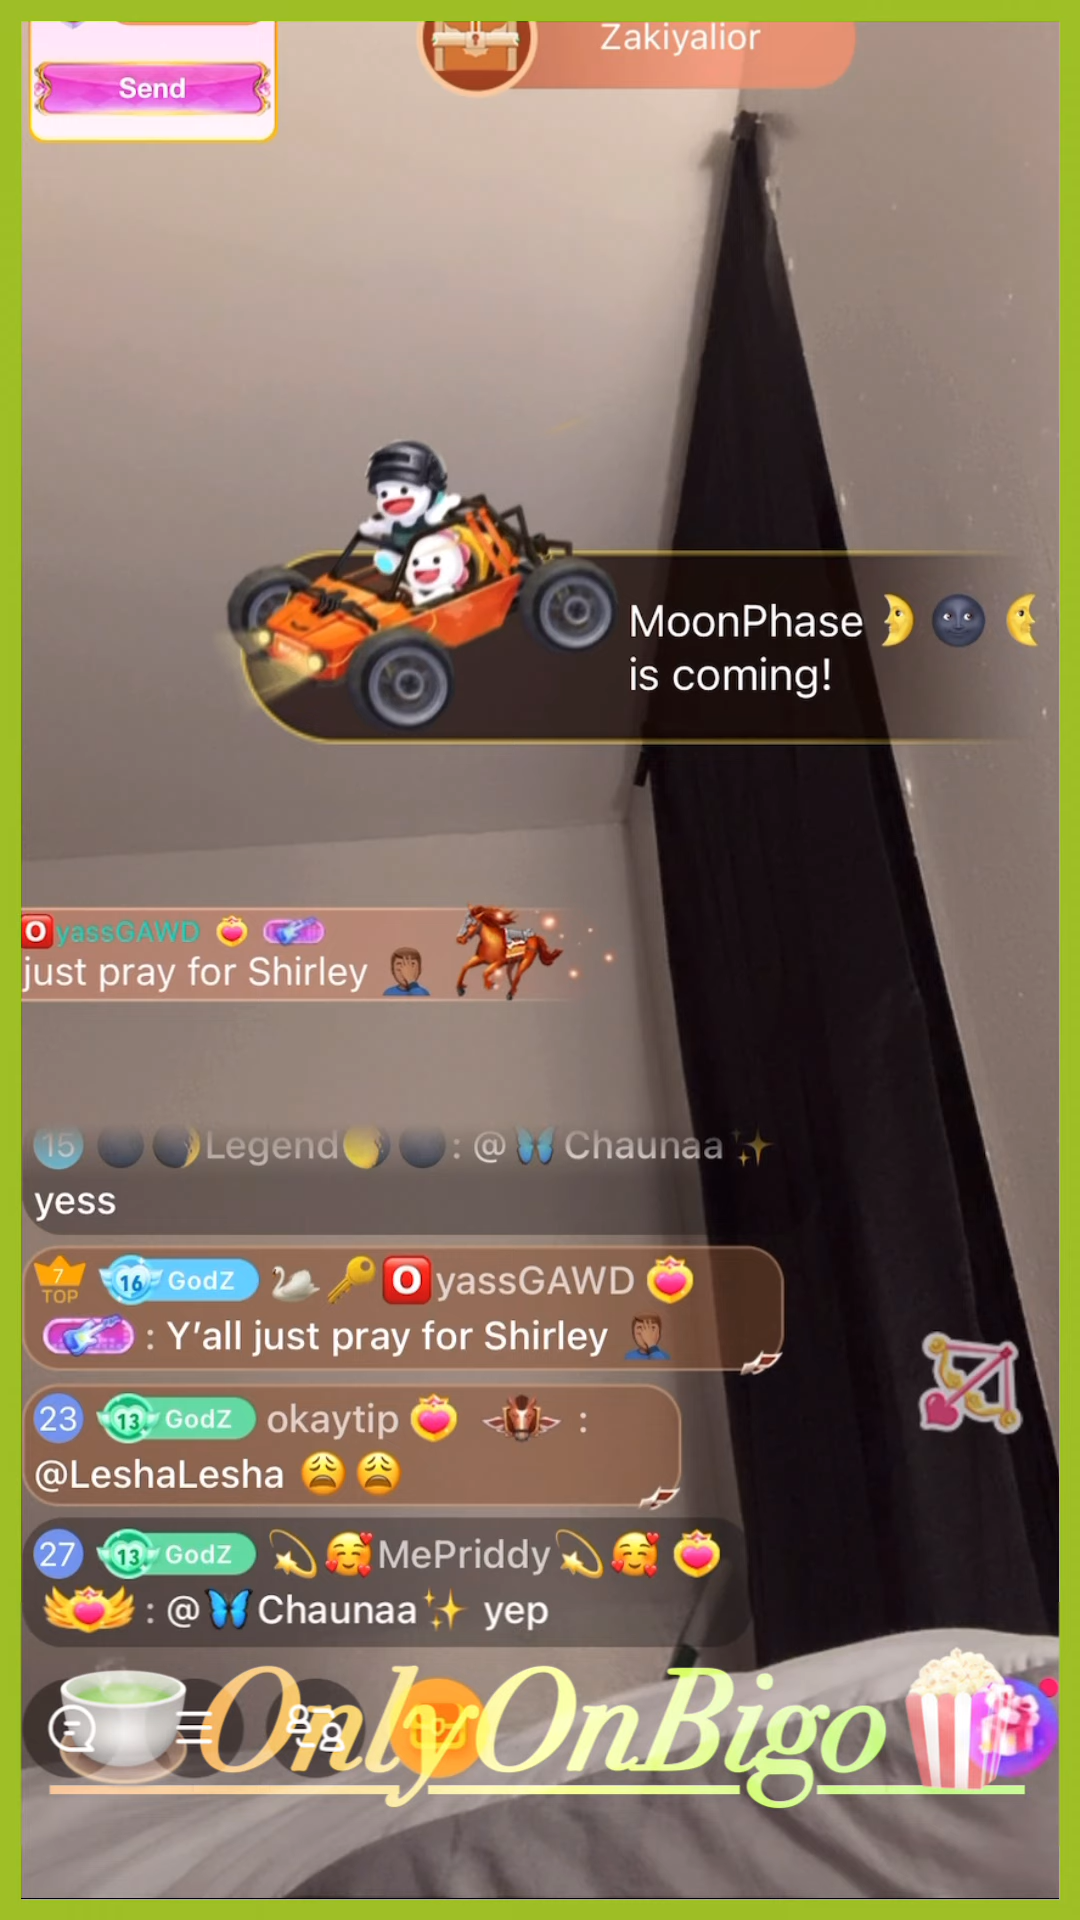 Send
Zakiyalior
MoonPhase 🌛 🌚 🌜
is coming!
🅾yassGAWD
just pray for Shirley 🤦🏾‍♂️
15 🌑🌒Legend🌔🌑: @🦋Chaunaa✨
yess
7 TOP 16 GodZ 🦢🔑🅾yassGAWD
: Y'all just pray for Shirley 🤦🏾‍♂️
23 13 GodZ okaytip :
@LeshaLesha 😩 😩
27 13 GodZ 💫🥰MePriddy💫🥰
: @🦋Chaunaa✨ yep
OnlyOnBigo